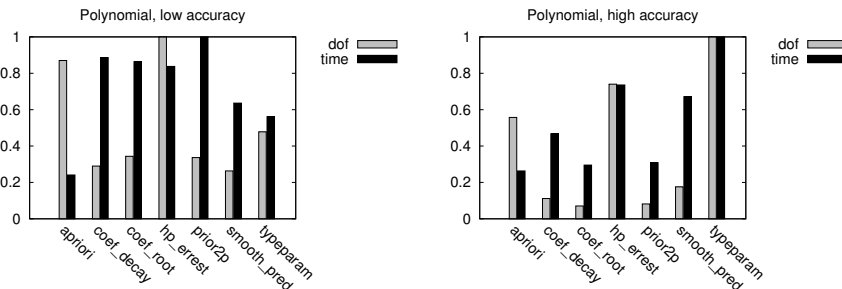 Polynomial, low accuracy
dof
time
1
0.8
0.6
0.4
0.2
0
apriori
coef_decay
coef_root
hp_errest
prior2p
smooth_pred
typeparam
Polynomial, high accuracy
dof
time
1
0.8
0.6
0.4
0.2
0
apriori
coef_decay
coef_root
hp_errest
prior2p
smooth_pred
typeparam